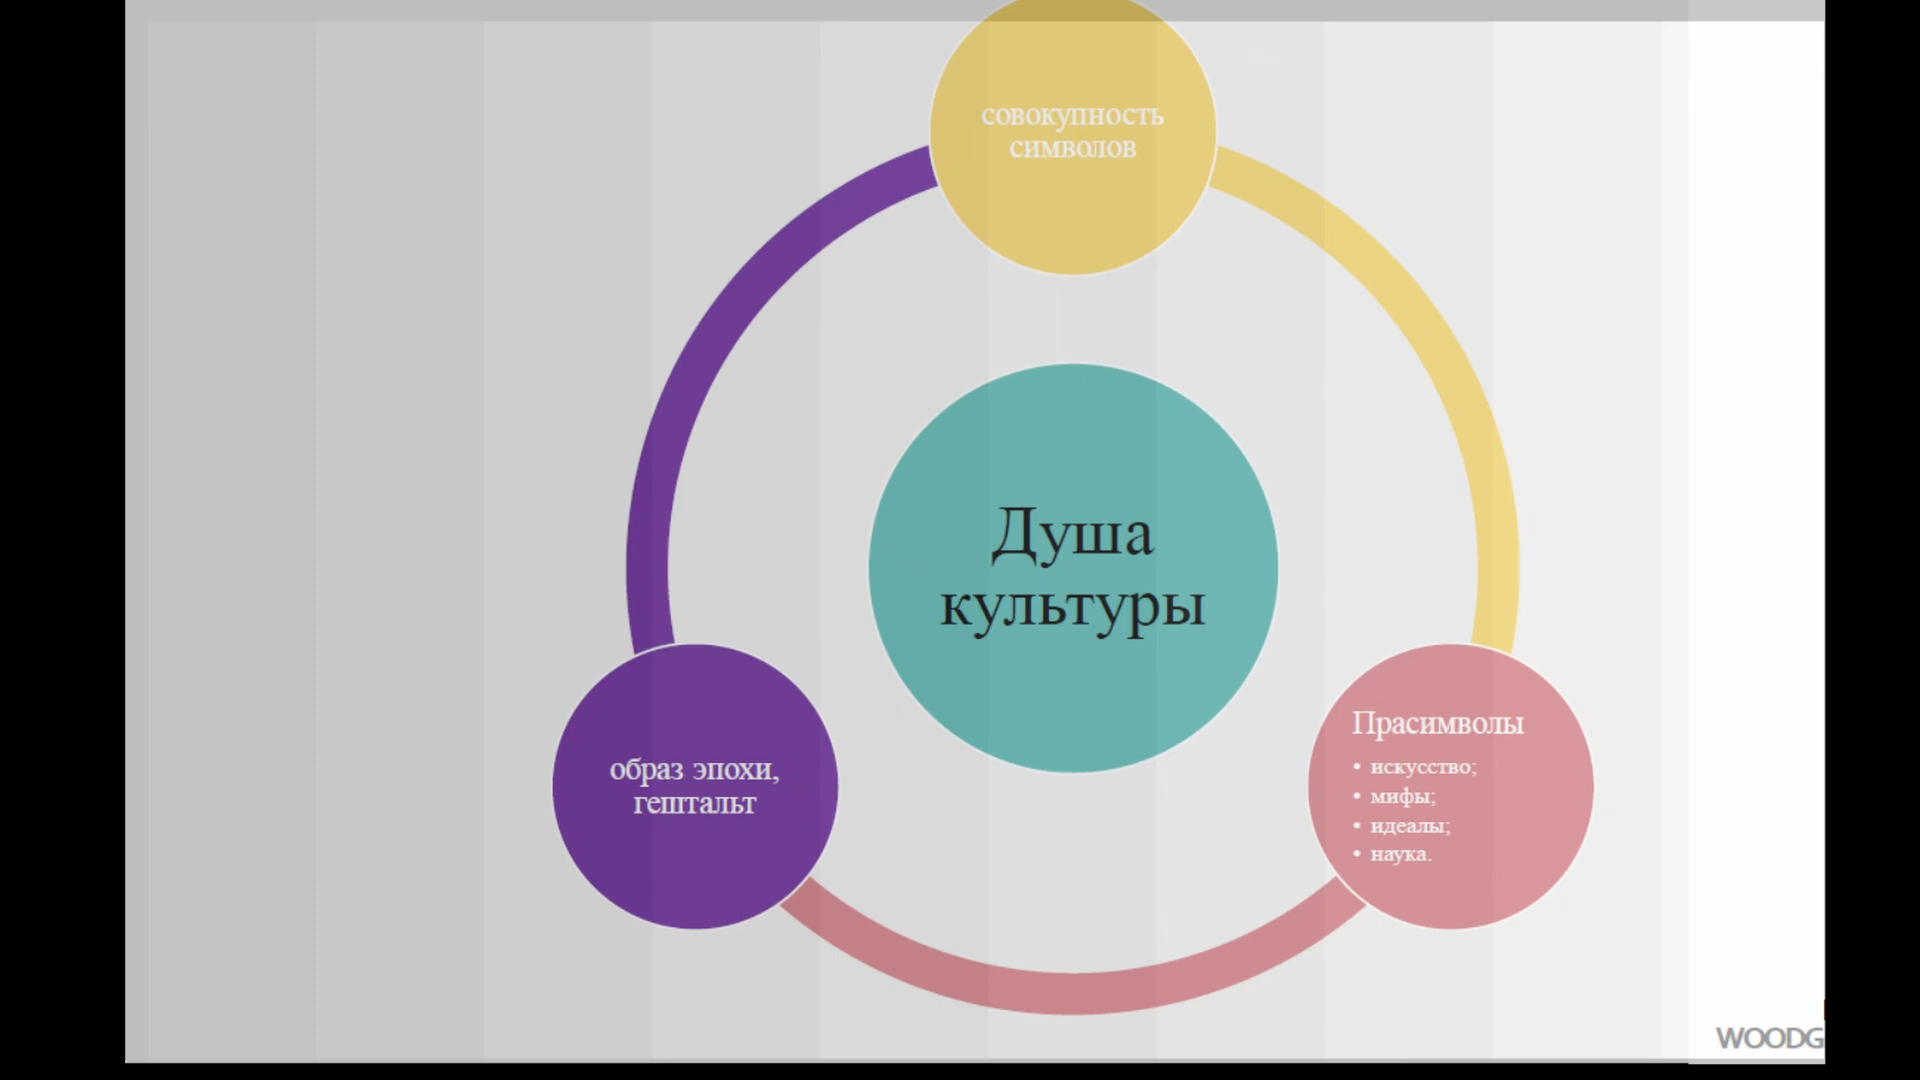 совокупность
символов
Душа
культуры
образ эпохи,
гештальт
Прасимволы
• искусство;
• мифы;
• идеалы;
• наука.
WOODG